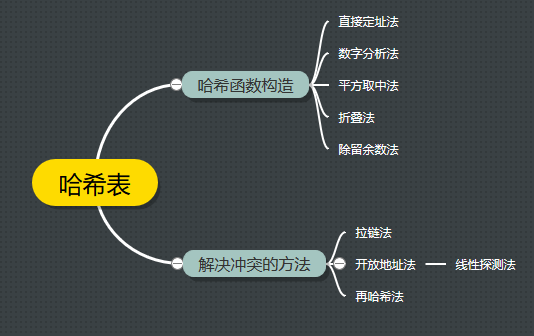 哈希表
哈希函数构造
直接定址法
数字分析法
平方取中法
折叠法
除留余数法
解决冲突的方法
拉链法
开放地址法
线性探测法
再哈希法